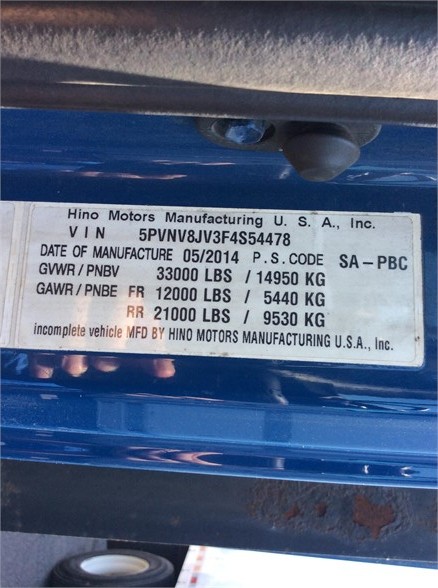 Hino Motors Manufacturing U. S. A., Inc.
VIN 5PVNV8JV3F4S54478
DATE OF MANUFACTURE 05/2014 P.S.CODE SA-PBC
GVWR / PNBV 33000 LBS / 14950 KG
GAWR / PNBE FR 12000 LBS / 5440 KG
RR 21000 LBS / 9530 KG
incomplete vehicle MFD BY HINO MOTORS MANUFACTURING U.S.A., Inc.